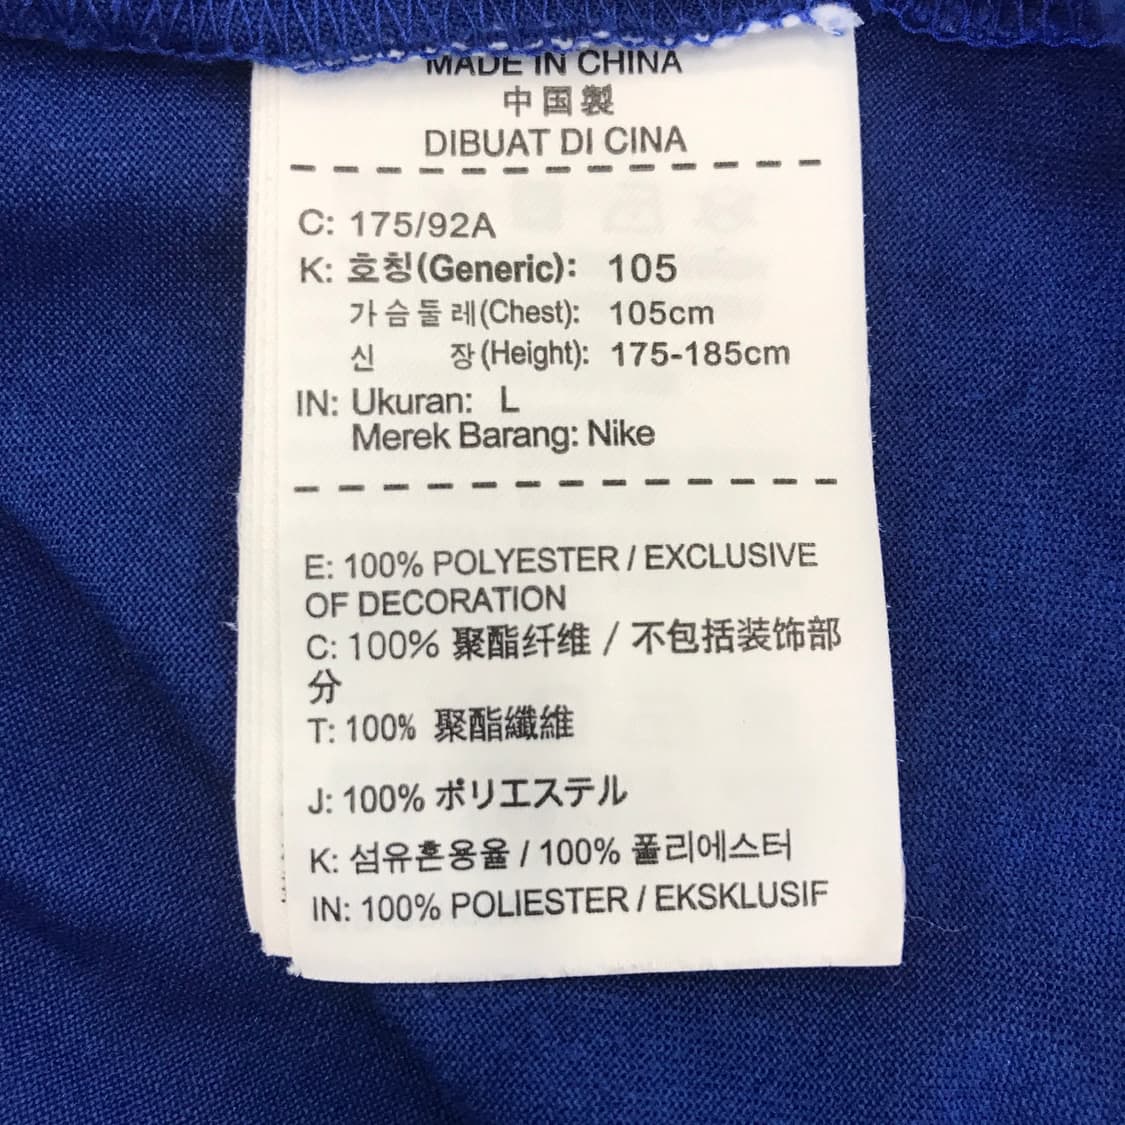 MADE IN CHINA
中国製
DIBUAT DI CINA
C: 175/92A
K: 호칭(Generic): 105
가슴둘레(Chest): 105cm
신 장(Height): 175-185cm
IN: Ukuran: L
Merek Barang: Nike
E: 100% POLYESTER / EXCLUSIVE
OF DECORATION
C: 100% 聚酯纤维 / 不包括装饰部
分
T: 100% 聚酯纖維
J: 100% ポリエステル
K: 섬유혼용율 / 100% 폴리에스터
IN: 100% POLIESTER / EKSKLUSIF